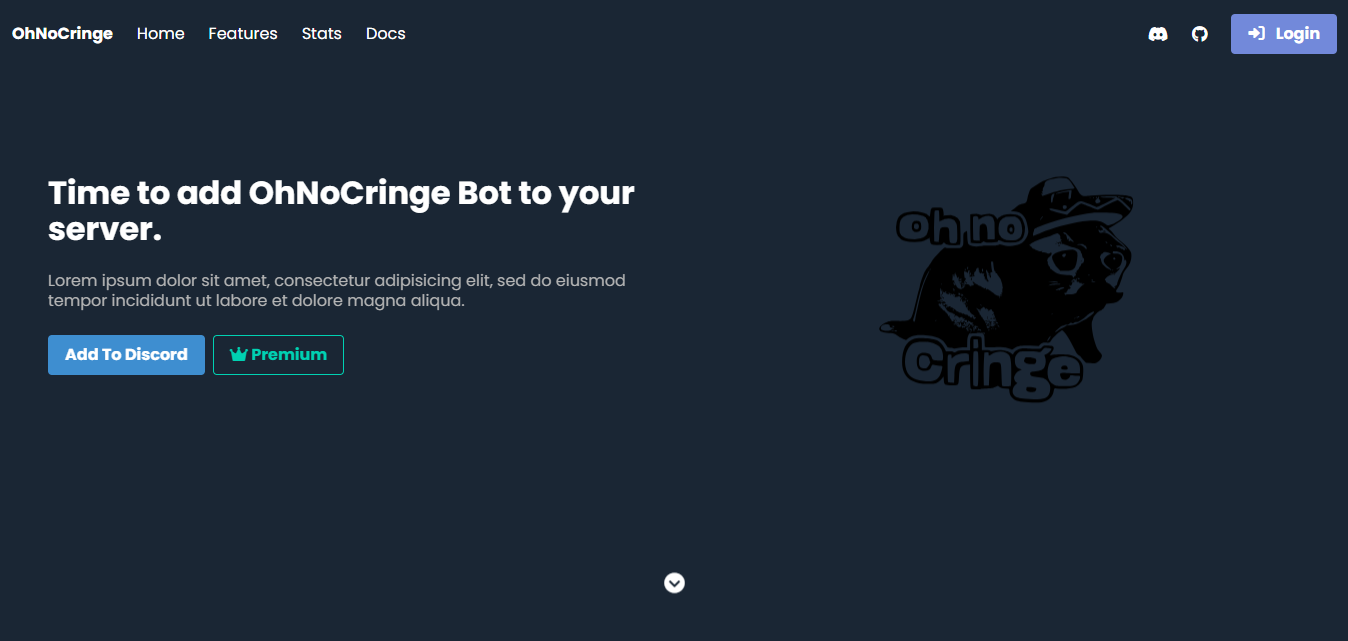 OhNoCringe Home Features Stats Docs Login
Time to add OhNoCringe Bot to your
server.
Lorem ipsum dolor sit amet, consectetur adipisicing elit, sed do eiusmod
tempor incididunt ut labore et dolore magna aliqua.
Add To Discord Premium
oh no
Cringe